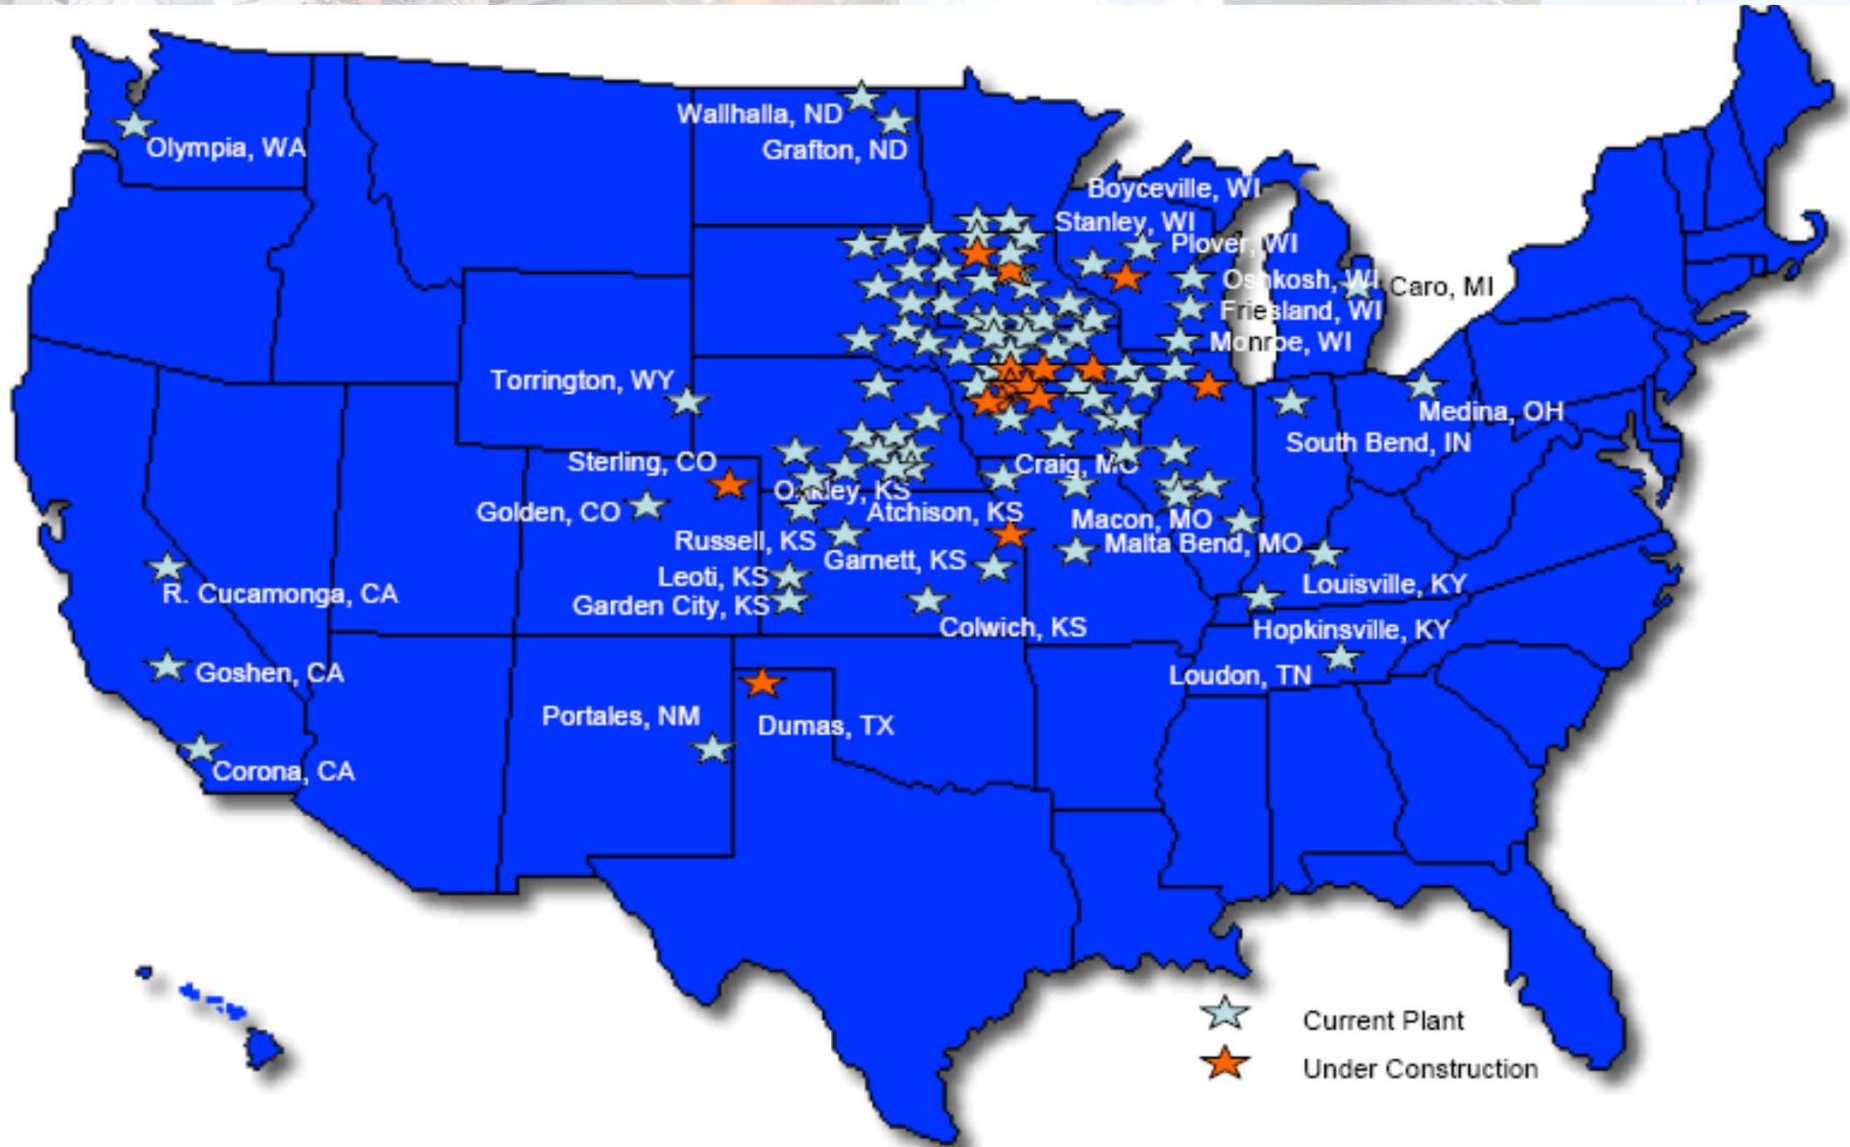 Wallhalla, ND
Olympia, WA
Grafton, ND
Boyceville, WI
Stanley, WI
Plover, WI
Oshkosh, WI
Caro, MI
Friesland, WI
Monroe, WI
Torrington, WY
Medina, OH
South Bend, IN
Sterling, CO
Craig, MO
Oakley, KS
Golden, CO
Atchison, KS
Macon, MO
Russell, KS
Malta Bend, MO
Garnett, KS
Leoti, KS
Louisville, KY
R. Cucamonga, CA
Garden City, KS
Colwich, KS
Hopkinsville, KY
Goshen, CA
Loudon, TN
Portales, NM
Dumas, TX
Corona, CA
Current Plant
Under Construction